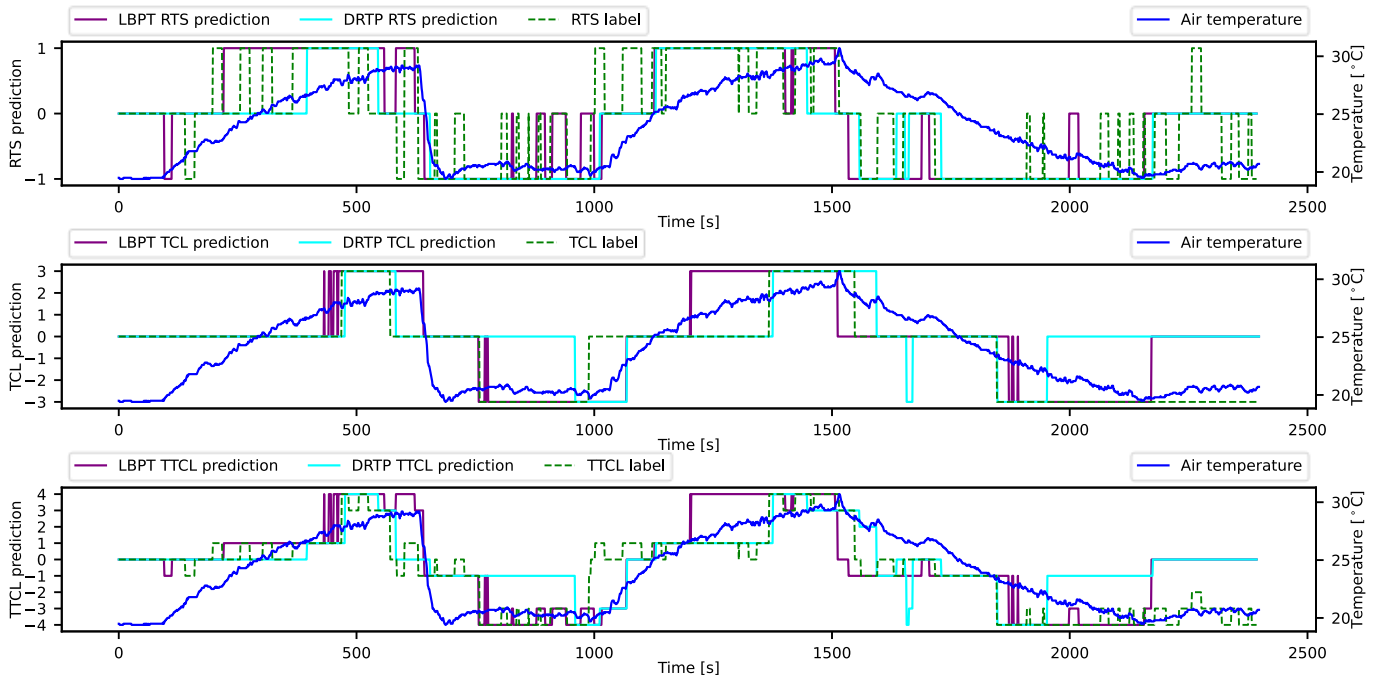 LBPT RTS prediction DRTP RTS prediction RTS label Air temperature
1
0
−1
RTS prediction
30
25
20
Temperature [°C]
0 500 1000 1500 2000 2500
Time [s]
LBPT TCL prediction DRTP TCL prediction TCL label Air temperature
3
2
1
0
−1
−2
−3
TCL prediction
30
25
20
Temperature [°C]
0 500 1000 1500 2000 2500
Time [s]
LBPT TTCL prediction DRTP TTCL prediction TTCL label Air temperature
4
3
2
1
0
−1
−2
−3
−4
TTCL prediction
30
25
20
Temperature [°C]
0 500 1000 1500 2000 2500
Time [s]